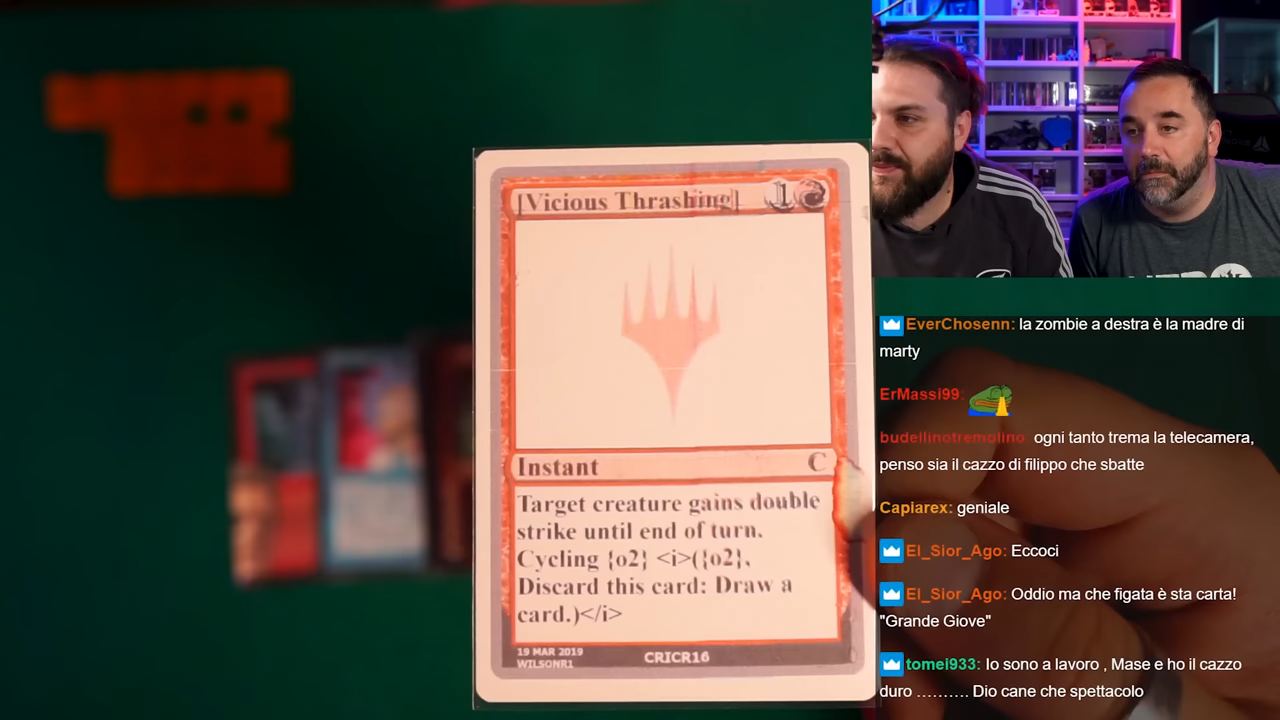 [Vicious Thrashing] 1
Instant C
Target creature gains double
strike until end of turn.
Cycling {o2} <i>({o2},
Discard this card: Draw a
card.)</i>
19 MAR 2019
WILSONR1
CRICR16
EverChosenn: la zombie a destra è la madre di
marty
ErMassi99:
budellinotremolino: ogni tanto trema la telecamera,
penso sia il cazzo di filippo che sbatte
Capiarex: geniale
El_Sior_Ago: Eccoci
El_Sior_Ago: Oddio ma che figata è sta carta!
"Grande Giove"
tomei933: Io sono a lavoro , Mase e ho il cazzo
duro .......... Dio cane che spettacolo